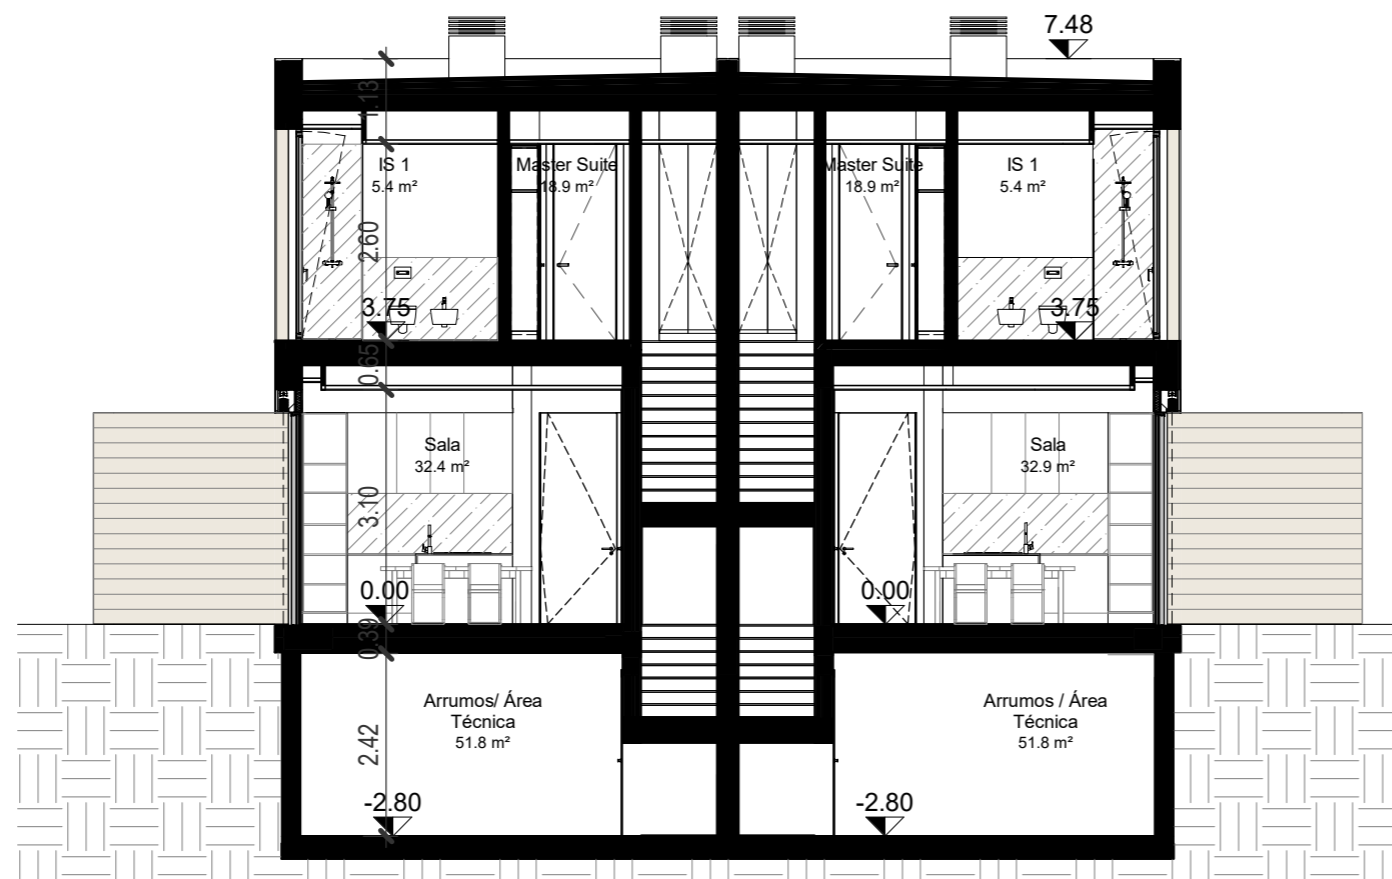 7.48
1.13
IS 1
5.4 m²
Master Suite
18.9 m²
Master Suite
18.9 m²
IS 1
5.4 m²
2.60
3.75
3.75
0.65
Sala
32.4 m²
Sala
32.9 m²
3.10
0.00
0.00
0.39
Arrumos/ Área
Técnica
51.8 m²
Arrumos / Área
Técnica
51.8 m²
2.42
-2.80
-2.80